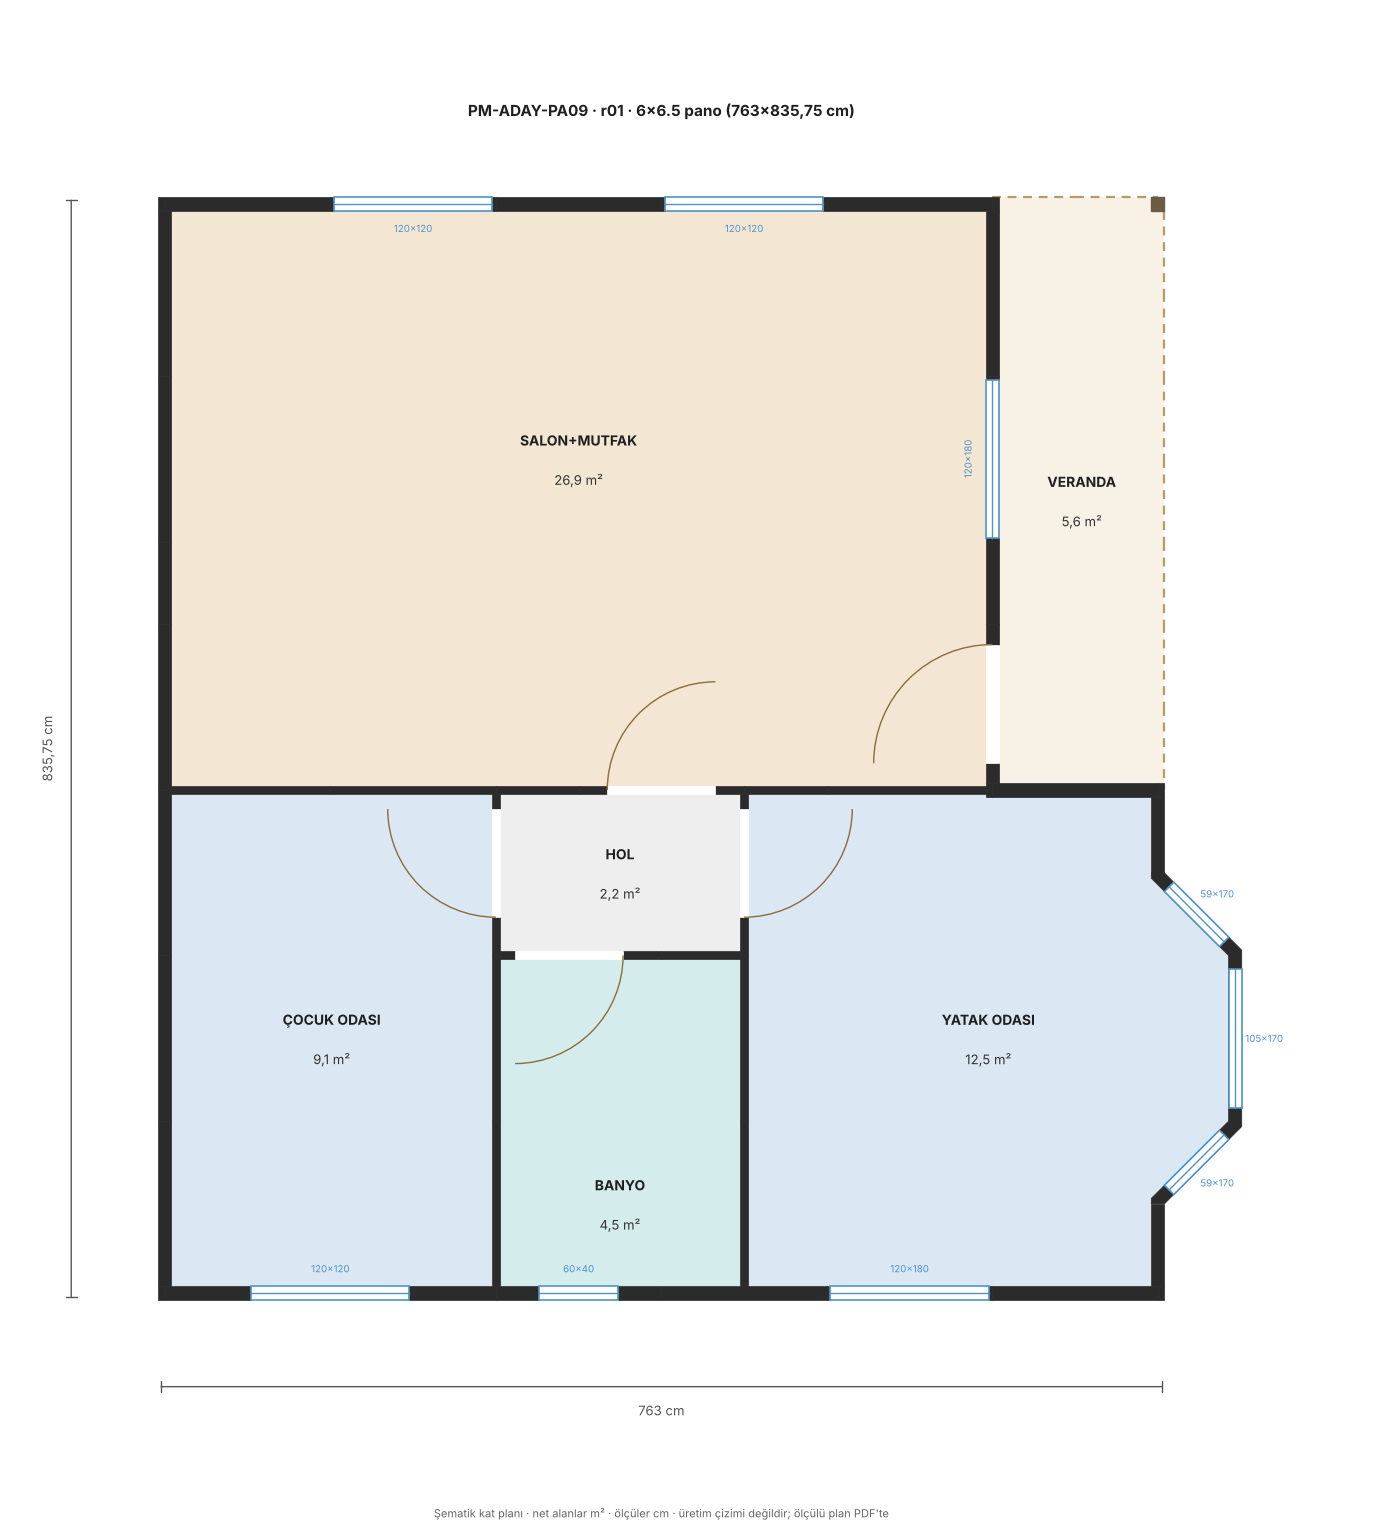 PM-ADAY-PA09 · r01 · 6×6.5 pano (763×835,75 cm)
120×120
120×120
SALON+MUTFAK
26,9 m²
120×180
VERANDA
5,6 m²
835,75 cm
HOL
2,2 m²
59×170
ÇOCUK ODASI
9,1 m²
YATAK ODASI
12,5 m²
105×170
BANYO
4,5 m²
59×170
120×120
60×40
120×180
763 cm
Şematik kat planı · net alanlar m² · ölçüler cm · üretim çizimi değildir; ölçülü plan PDF'te